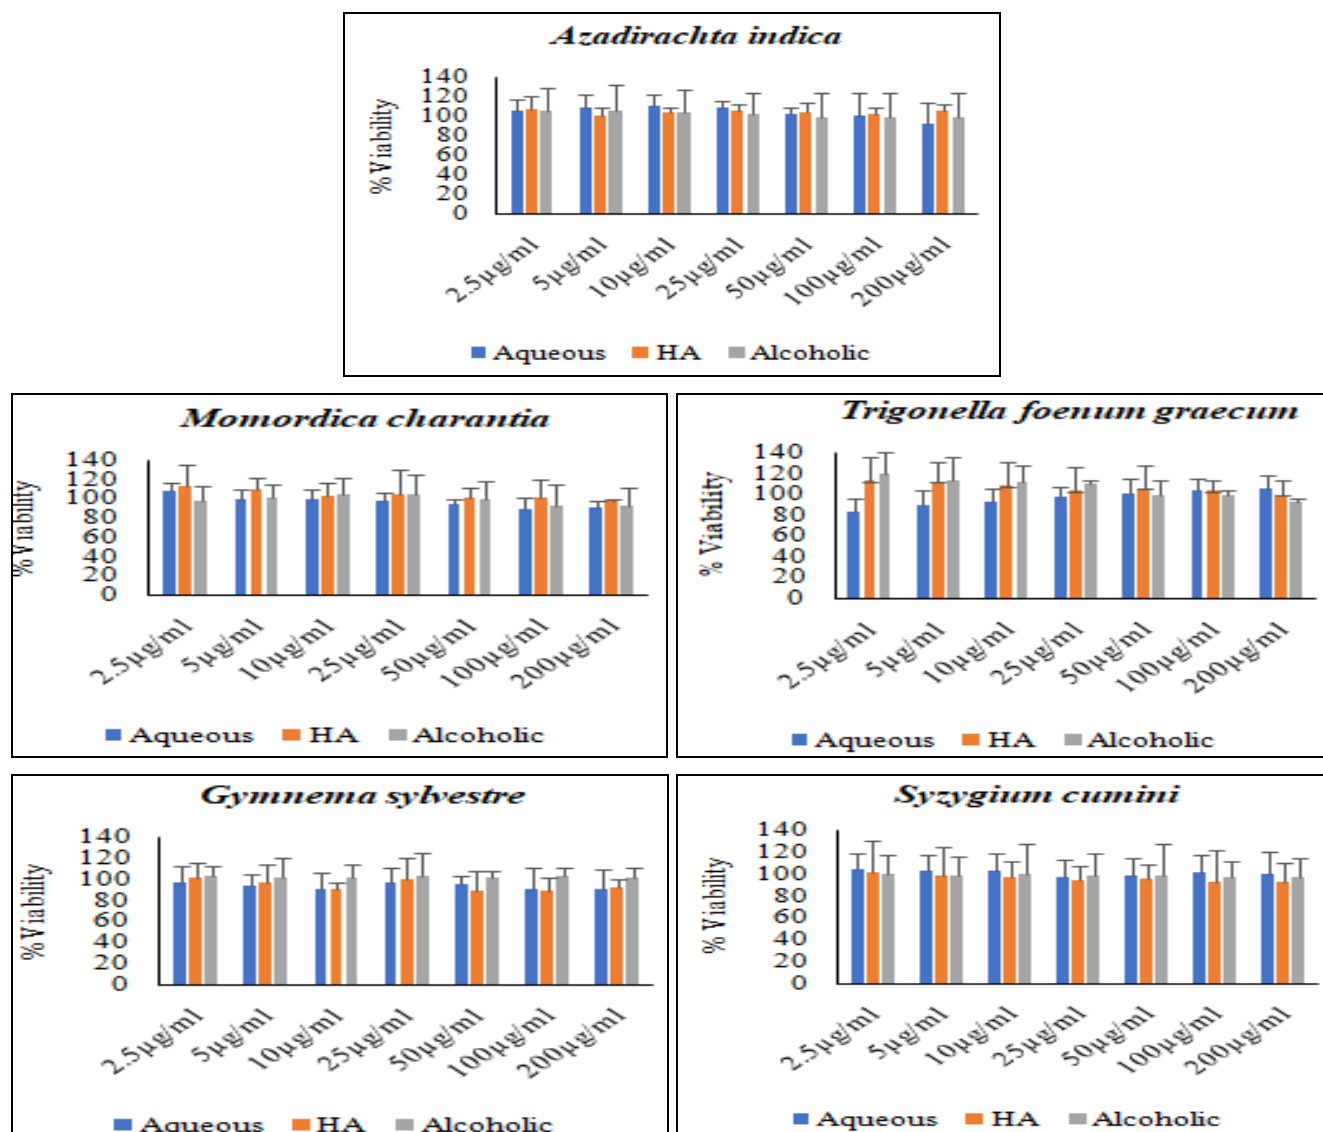 Azadirachta indica
% Viability
140
120
100
80
60
40
20
0
2.5µg/ml
5µg/ml
10µg/ml
25µg/ml
50µg/ml
100µg/ml
200µg/ml
Aqueous HA Alcoholic
Momordica charantia
% Viability
140
120
100
80
60
40
20
0
2.5µg/ml
5µg/ml
10µg/ml
25µg/ml
50µg/ml
100µg/ml
200µg/ml
Aqueous HA Alcoholic
Trigonella foenum graecum
% Viability
140
120
100
80
60
40
20
0
2.5µg/ml
5µg/ml
10µg/ml
25µg/ml
50µg/ml
100µg/ml
200µg/ml
Aqueous HA Alcoholic
Gymnema sylvestre
% Viability
140
120
100
80
60
40
20
0
2.5µg/ml
5µg/ml
10µg/ml
25µg/ml
50µg/ml
100µg/ml
200µg/ml
Aqueous HA Alcoholic
Syzygium cumini
% Viability
140
120
100
80
60
40
20
0
2.5µg/ml
5µg/ml
10µg/ml
25µg/ml
50µg/ml
100µg/ml
200µg/ml
Aqueous HA Alcoholic